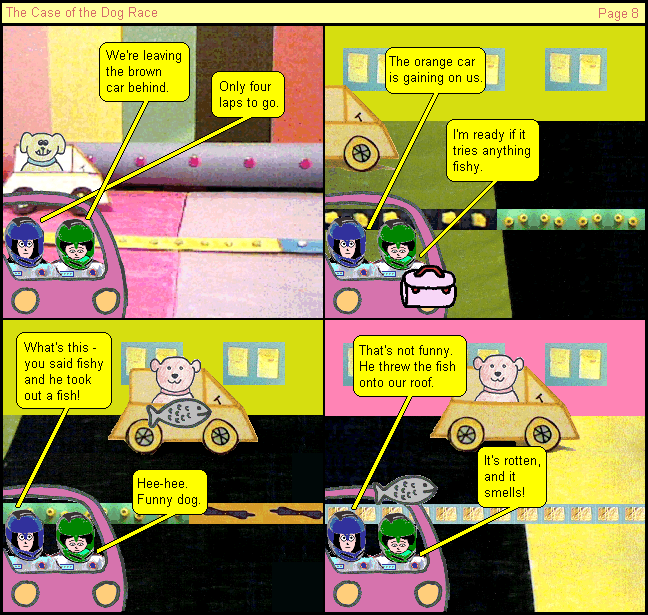 The Case of the Dog Race
Page 8
We're leaving
the brown
car behind.
Only four
laps to go.
The orange car
is gaining on us.
I'm ready if it
tries anything
fishy.
What's this -
you said fishy
and he took
out a fish!
Hee-hee.
Funny dog.
That's not funny.
He threw the fish
onto our roof.
It's rotten,
and it
smells!